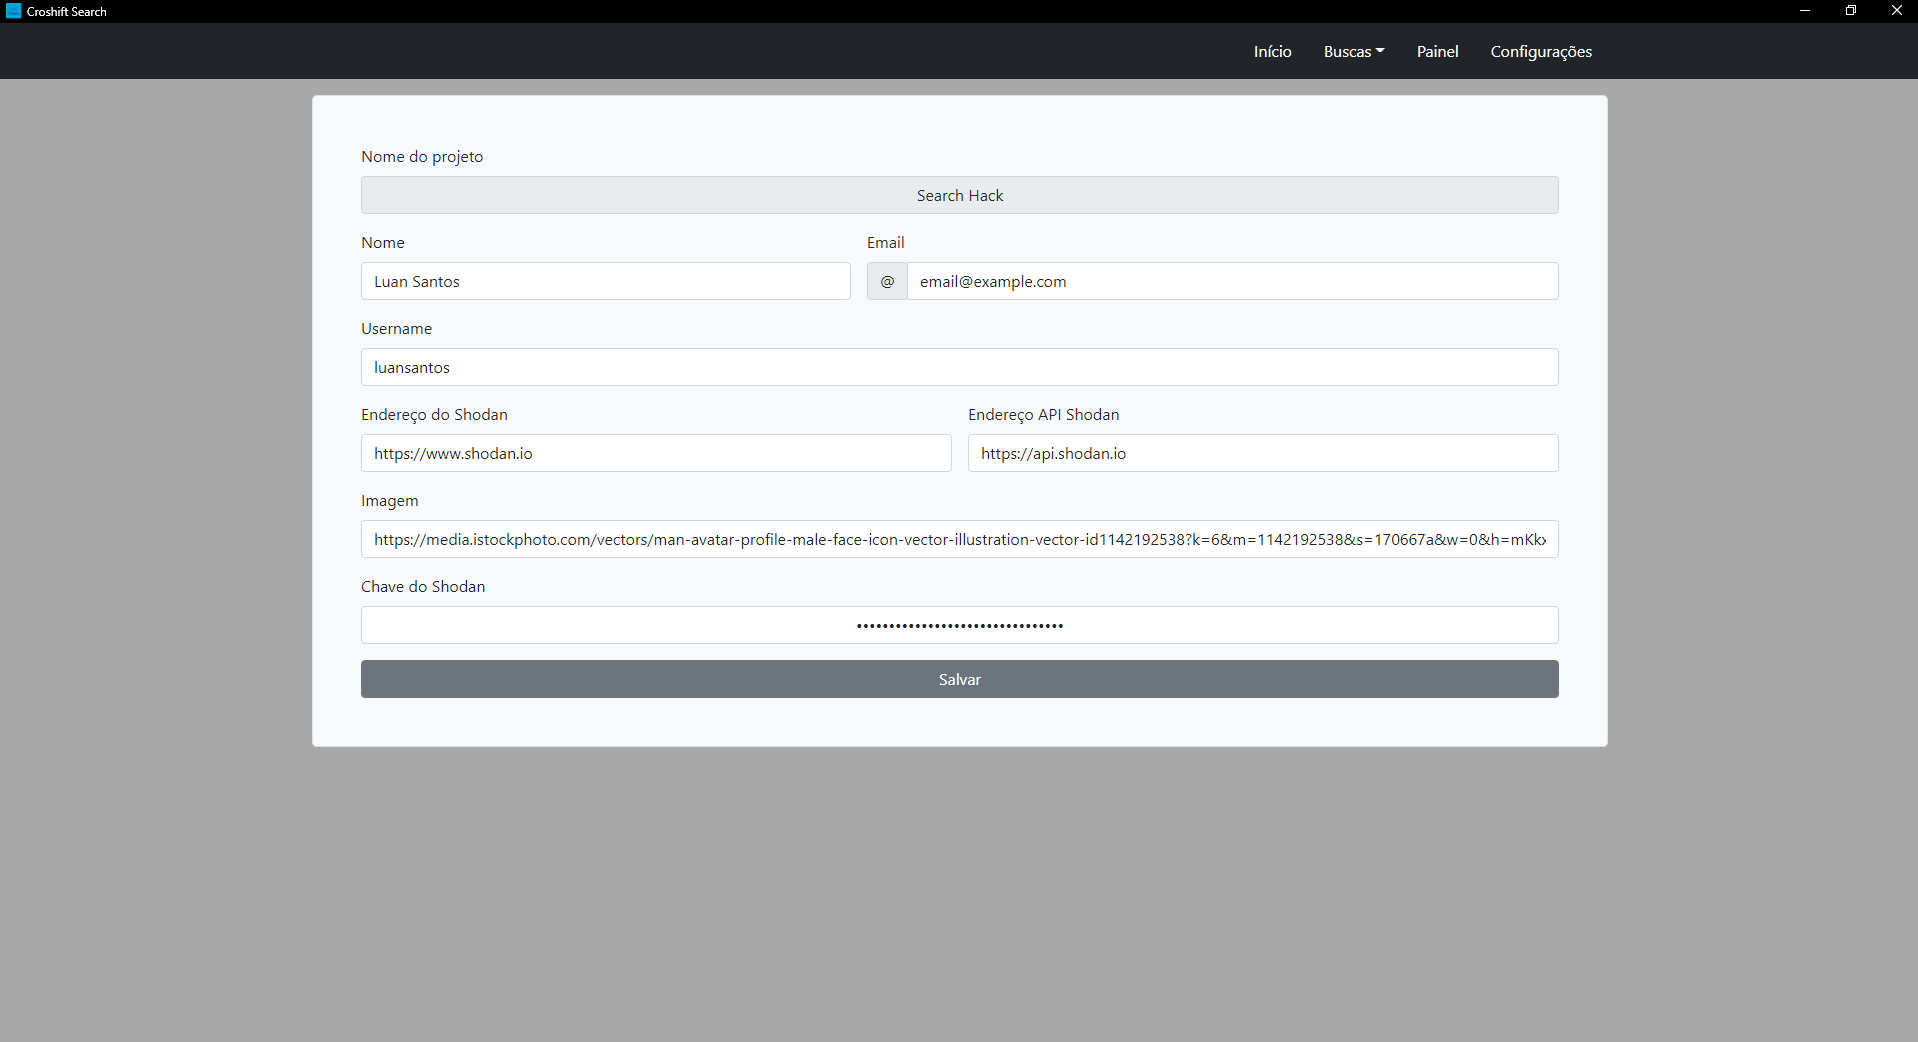 Croshift Search
Início Buscas Painel Configurações
Nome do projeto
Search Hack
Nome Email
Luan Santos @ email@example.com
Username
luansantos
Endereço do Shodan Endereço API Shodan
https://www.shodan.io https://api.shodan.io
Imagem
https://media.istockphoto.com/vectors/man-avatar-profile-male-face-icon-vector-illustration-vector-id1142192538?k=6&m=1142192538&s=170667a&w=0&h=mKk
Chave do Shodan
••••••••••••••••••••••••••••••••
Salvar